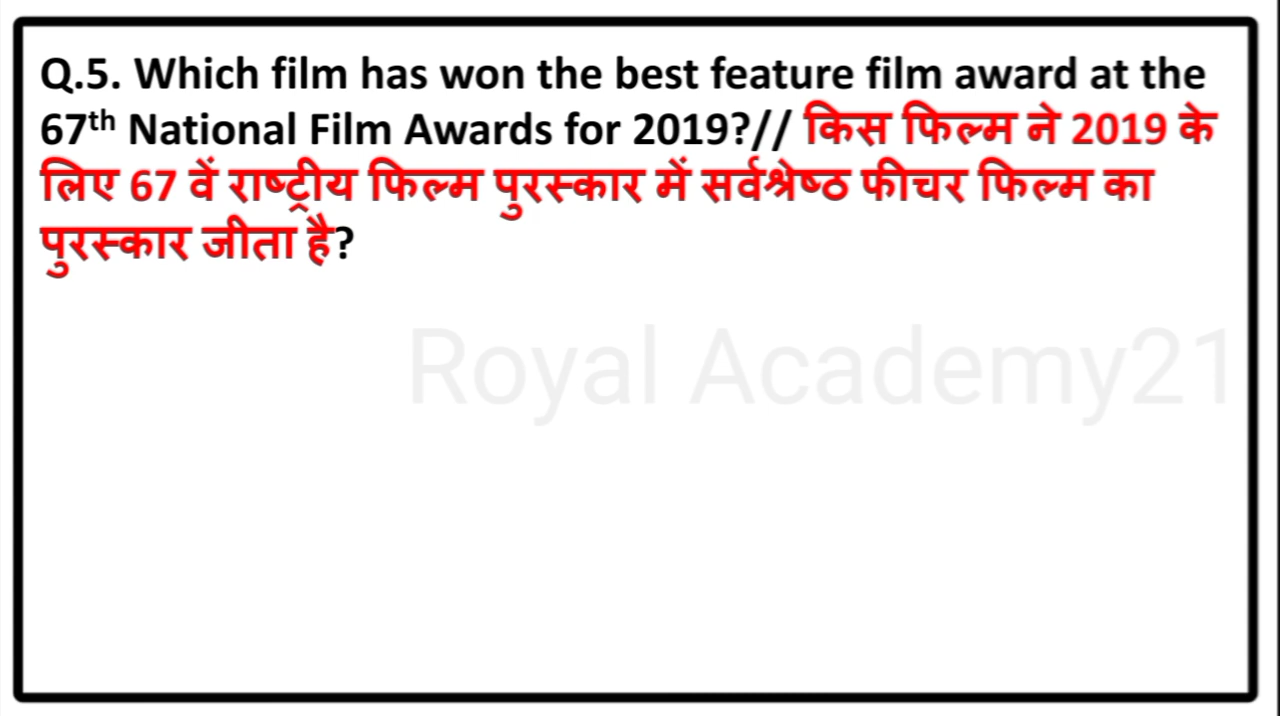 Q.5. Which film has won the best feature film award at the
67th National Film Awards for 2019?// किस फिल्म ने 2019 के
लिए 67 वें राष्ट्रीय फिल्म पुरस्कार में सर्वश्रेष्ठ फीचर फिल्म का
पुरस्कार जीता है?
Royal Academy21